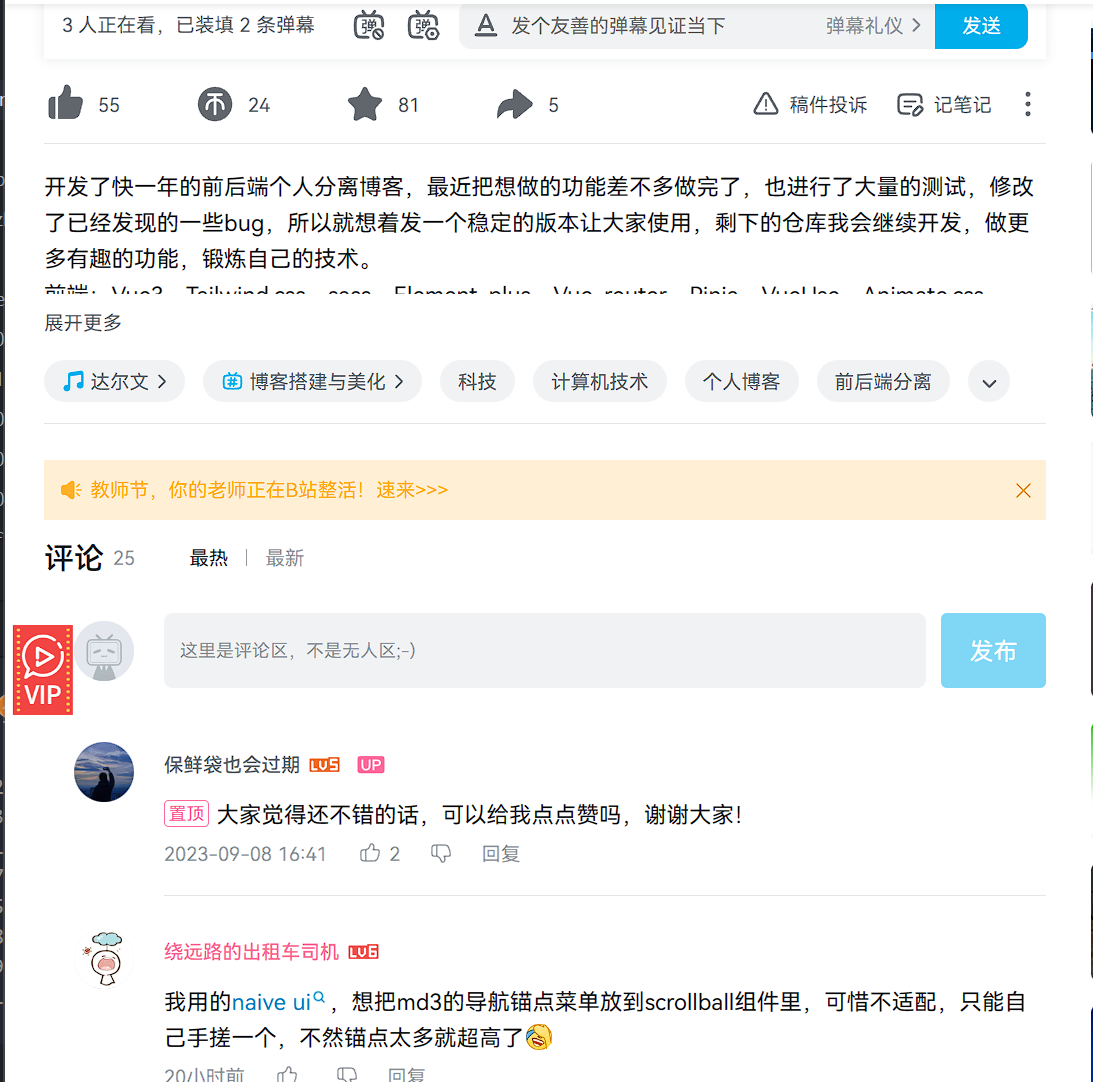 3 人正在看，已装填 2 条弹幕
弹
弹
A 发个友善的弹幕见证当下
弹幕礼仪 >
发送
55
24
81
5
稿件投诉
记笔记
开发了快一年的前后端个人分离博客，最近把想做的功能差不多做完了，也进行了大量的测试，修改
了已经发现的一些bug，所以就想着发一个稳定的版本让大家使用，剩下的仓库我会继续开发，做更
多有趣的功能，锻炼自己的技术。
前端：Vue3、Tailwind css、sass、Element-plus、Vue-router、Pinia、VueUse、Animate.css、
展开更多
达尔文 >
# 博客搭建与美化 >
科技
计算机技术
个人博客
前后端分离
教师节，你的老师正在B站整活！速来>>>
评论 25
最热 | 最新
VIP
这里是评论区，不是无人区;-)
发布
保鲜袋也会过期 LV5 UP
置顶 大家觉得还不错的话，可以给我点点赞吗，谢谢大家！
2023-09-08 16:41 2 回复
绕远路的出租车司机 LV6
我用的naive ui，想把md3的导航锚点菜单放到scrollball组件里，可惜不适配，只能自
己手搓一个，不然锚点太多就超高了
20小时前 回复